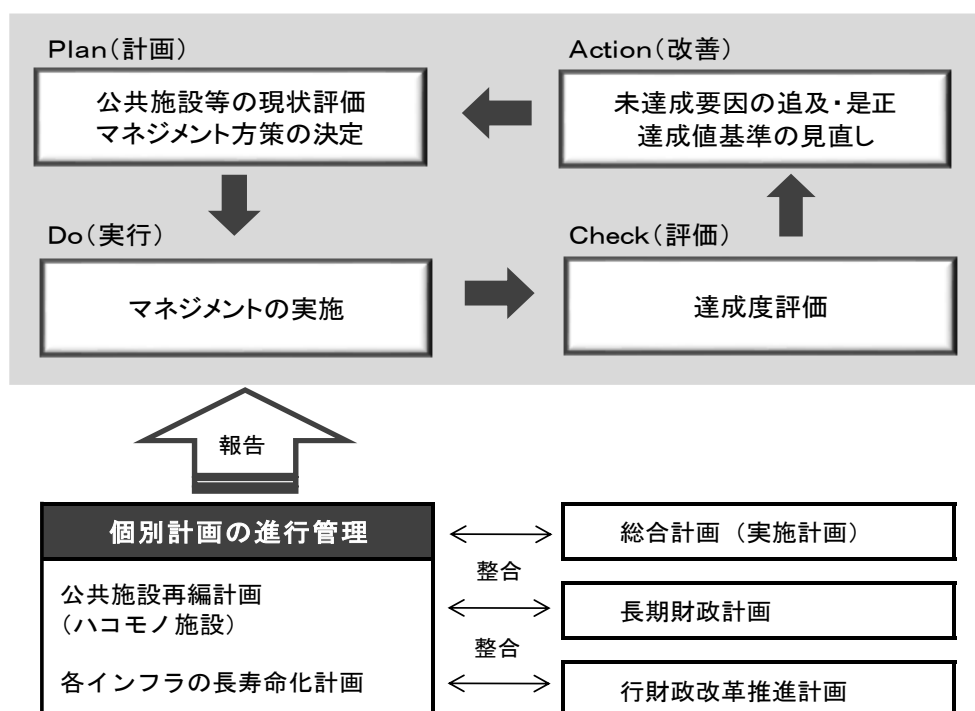 Plan(計画)
公共施設等の現状評価
マネジメント方策の決定
Action(改善)
未達成要因の追及・是正
達成値基準の見直し
Do(実行)
マネジメントの実施
Check(評価)
達成度評価
報告
個別計画の進行管理
公共施設再編計画
(ハコモノ施設)
各インフラの長寿命化計画
整合
整合
総合計画(実施計画)
長期財政計画
行財政改革推進計画